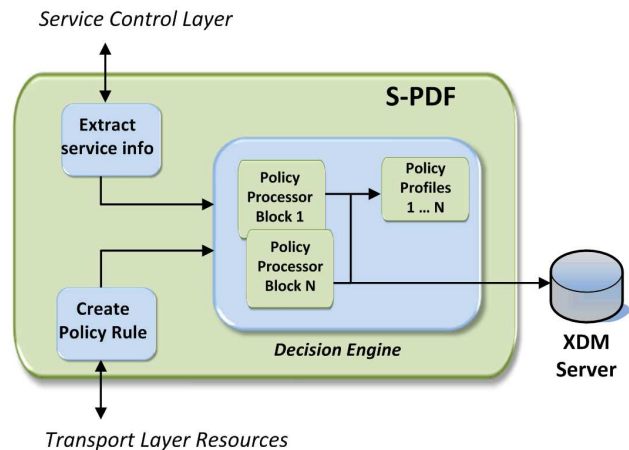 Service Control Layer
S-PDF
Extract
service info
Policy
Processor
Block 1
Policy
Profiles
1 ... N
Policy
Processor
Block N
Create
Policy Rule
Decision Engine
XDM
Server
Transport Layer Resources